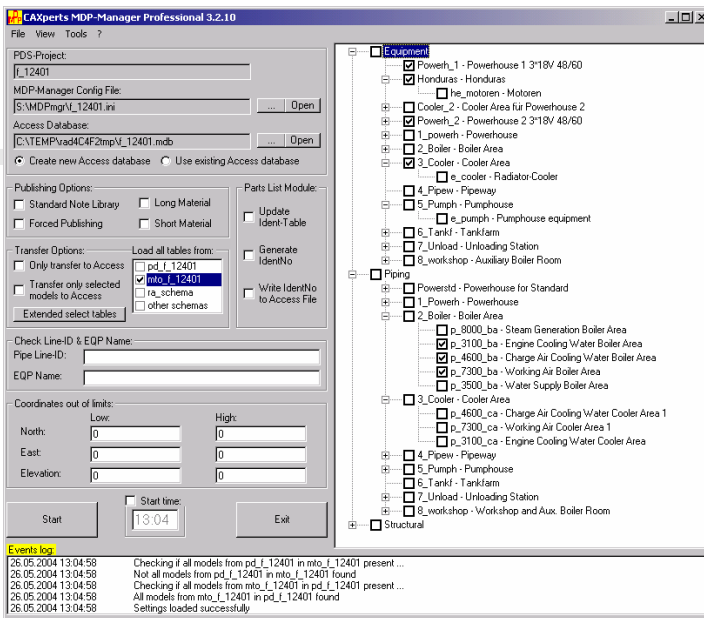 CAXperts MDP-Manager Professional 3.2.10
File View Tools ?
PDS-Project:
f_12401
MDP-Manager Config File:
S:\MDPmgr\f_12401.ini
... Open
Access Database:
C:\TEMP\rad4C4F2tmp\f_12401.mdb
... Open
Create new Access database Use existing Access database
Publishing Options:
Standard Note Library Long Material
Forced Publishing Short Material
Parts List Module:
Update Ident-Table
Generate IdentNo
Write IdentNo to Access File
Transfer Options:
Only transfer to Access
Transfer only selected models to Access
Extended select tables
Load all tables from:
pd_f_12401
mto_f_12401
ra_schema
other schemas
Check Line-ID & EQP Name:
Pipe Line-ID:
EQP Name:
Coordinates out of limits:
Low: High:
North: 0 0
East: 0 0
Elevation: 0 0
Start
Start time:
13:04
Exit
Equipment
Powerh_1 - Powerhouse 1 3*18V 48/60
Honduras - Honduras
he_motoren - Motoren
Cooler_2 - Cooler Area für Powerhouse 2
Powerh_2 - Powerhouse 2 3*18V 48/60
1_powerh - Powerhouse
2_Boiler - Boiler Area
3_Cooler - Cooler Area
e_cooler - Radiator-Cooler
4_Pipew - Pipeway
5_Pumph - Pumphouse
e_pumph - Pumphouse equipment
6_Tankf - Tankfarm
7_Unload - Unloading Station
8_workshop - Auxiliary Boiler Room
Piping
Powerstd - Powerhouse for Standard
1_Powerh - Powerhouse
2_Boiler - Boiler Area
p_8000_ba - Steam Generation Boiler Area
p_3100_ba - Engine Cooling Water Boiler Area
p_4600_ba - Charge Air Cooling Water Boiler Area
p_7300_ba - Working Air Boiler Area
p_3500_ba - Water Supply Boiler Area
3_Cooler - Cooler Area
p_4600_ca - Charge Air Cooling Water Cooler Area 1
p_7300_ca - Working Air Cooler Area 1
p_3100_ca - Engine Cooling Water Cooler Area
4_Pipew - Pipeway
5_Pumph - Pumphouse
6_Tankf - Tankfarm
7_Unload - Unloading Station
8_workshop - Workshop and Aux. Boiler Room
Structural
Events log:
26.05.2004 13:04:58 Checking if all models from pd_f_12401 in mto_f_12401 present ...
26.05.2004 13:04:58 Not all models from pd_f_12401 in mto_f_12401 found
26.05.2004 13:04:58 Checking if all models from mto_f_12401 in pd_f_12401 present ...
26.05.2004 13:04:58 All models from mto_f_12401 in pd_f_12401 found
26.05.2004 13:04:58 Settings loaded successfully